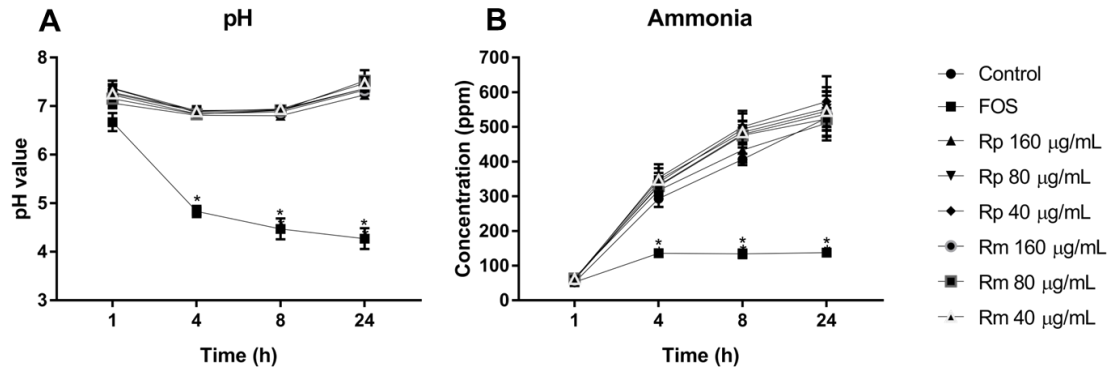 A
pH
pH value
8
7
6
5
4
3
*
*
*
1
4
8
24
Time (h)
B
Ammonia
Concentration (ppm)
700
600
500
400
300
200
100
0
*
*
*
1
4
8
24
Time (h)
Control
FOS
Rp 160 μg/mL
Rp 80 μg/mL
Rp 40 μg/mL
Rm 160 μg/mL
Rm 80 μg/mL
Rm 40 μg/mL